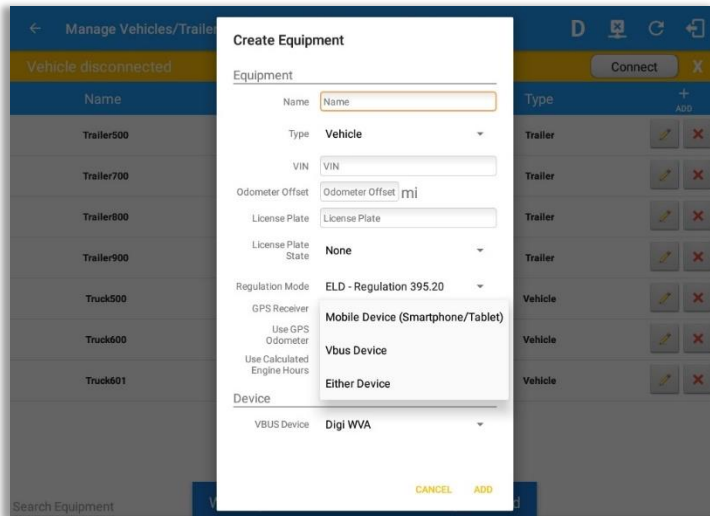 Manage Vehicles/Trailer
D
Vehicle disconnected
Connect
X
Name
Type
+
ADD
Trailer500
Trailer
Trailer700
Trailer
Trailer800
Trailer
Trailer900
Trailer
Truck500
Vehicle
Truck600
Vehicle
Truck601
Vehicle
Search Equipment
W
d
Create Equipment
Equipment
Name
Name
Type
Vehicle
VIN
VIN
Odometer Offset
Odometer Offset
mi
License Plate
License Plate
License Plate
State
None
Regulation Mode
ELD - Regulation 395.20
GPS Receiver
Mobile Device (Smartphone/Tablet)
Vbus Device
Either Device
Use GPS
Odometer
Use Calculated
Engine Hours
Device
VBUS Device
Digi WVA
CANCEL
ADD